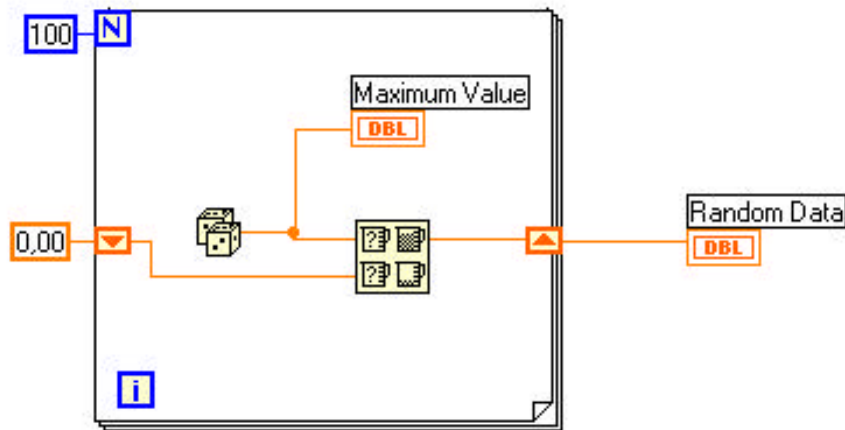 100
N
Maximum Value
DBL
0,00
Random Data
DBL
i